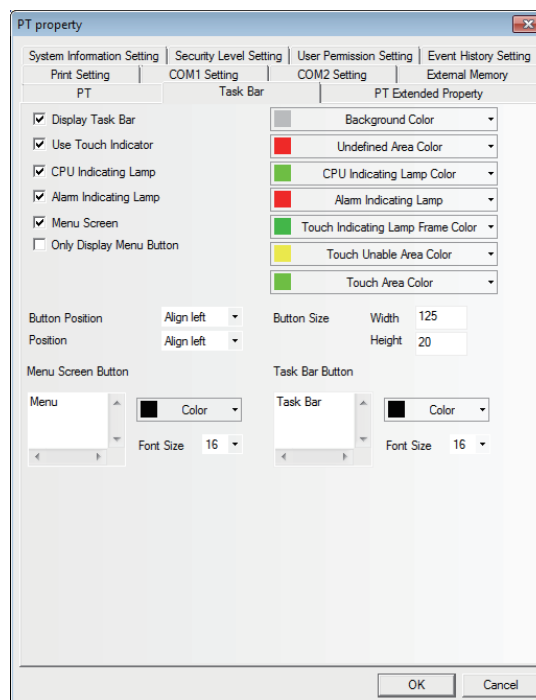 PT property
System Information Setting Security Level Setting User Permission Setting Event History Setting
Print Setting COM1 Setting COM2 Setting External Memory
PT Task Bar PT Extended Property
Display Task Bar Background Color
Use Touch Indicator Undefined Area Color
CPU Indicating Lamp CPU Indicating Lamp Color
Alarm Indicating Lamp Alarm Indicating Lamp
Menu Screen Touch Indicating Lamp Frame Color
Only Display Menu Button Touch Unable Area Color
Touch Area Color
Button Position Align left Button Size Width 125
Position Align left Height 20
Menu Screen Button Task Bar Button
Menu Color Task Bar Color
Font Size 16 Font Size 16
OK Cancel